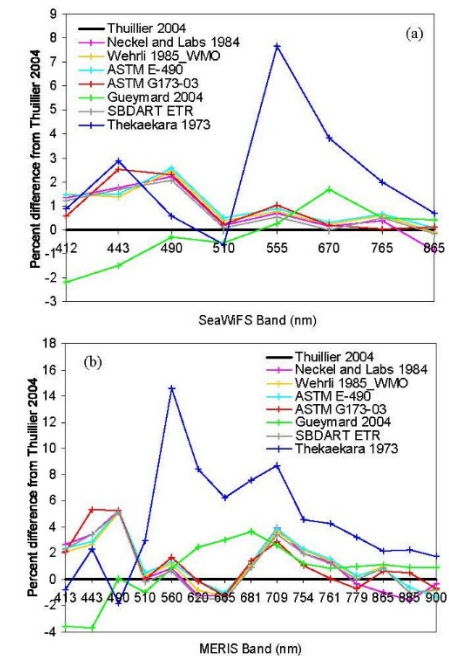 9
8
7
6
5
4
3
2
1
0
-1
-2
-3
Percent difference from Thuillier 2004
(a)
Thuillier 2004
Neckel and Labs 1984
Wehrli 1985_WMO
ASTM E-490
ASTM G173-03
Gueymard 2004
SBDART ETR
Thekaekara 1973
412 443 490 510 555 670 765 865
SeaWiFS Band (nm)
18
16
14
12
10
8
6
4
2
0
-2
-4
Percent difference from Thuillier 2004
(b)
Thuillier 2004
Neckel and Labs 1984
Wehrli 1985_WMO
ASTM E-490
ASTM G173-03
Gueymard 2004
SBDART ETR
Thekaekara 1973
413 443 490 510 560 620 665 681 709 754 761 779 865 885 900
MERIS Band (nm)